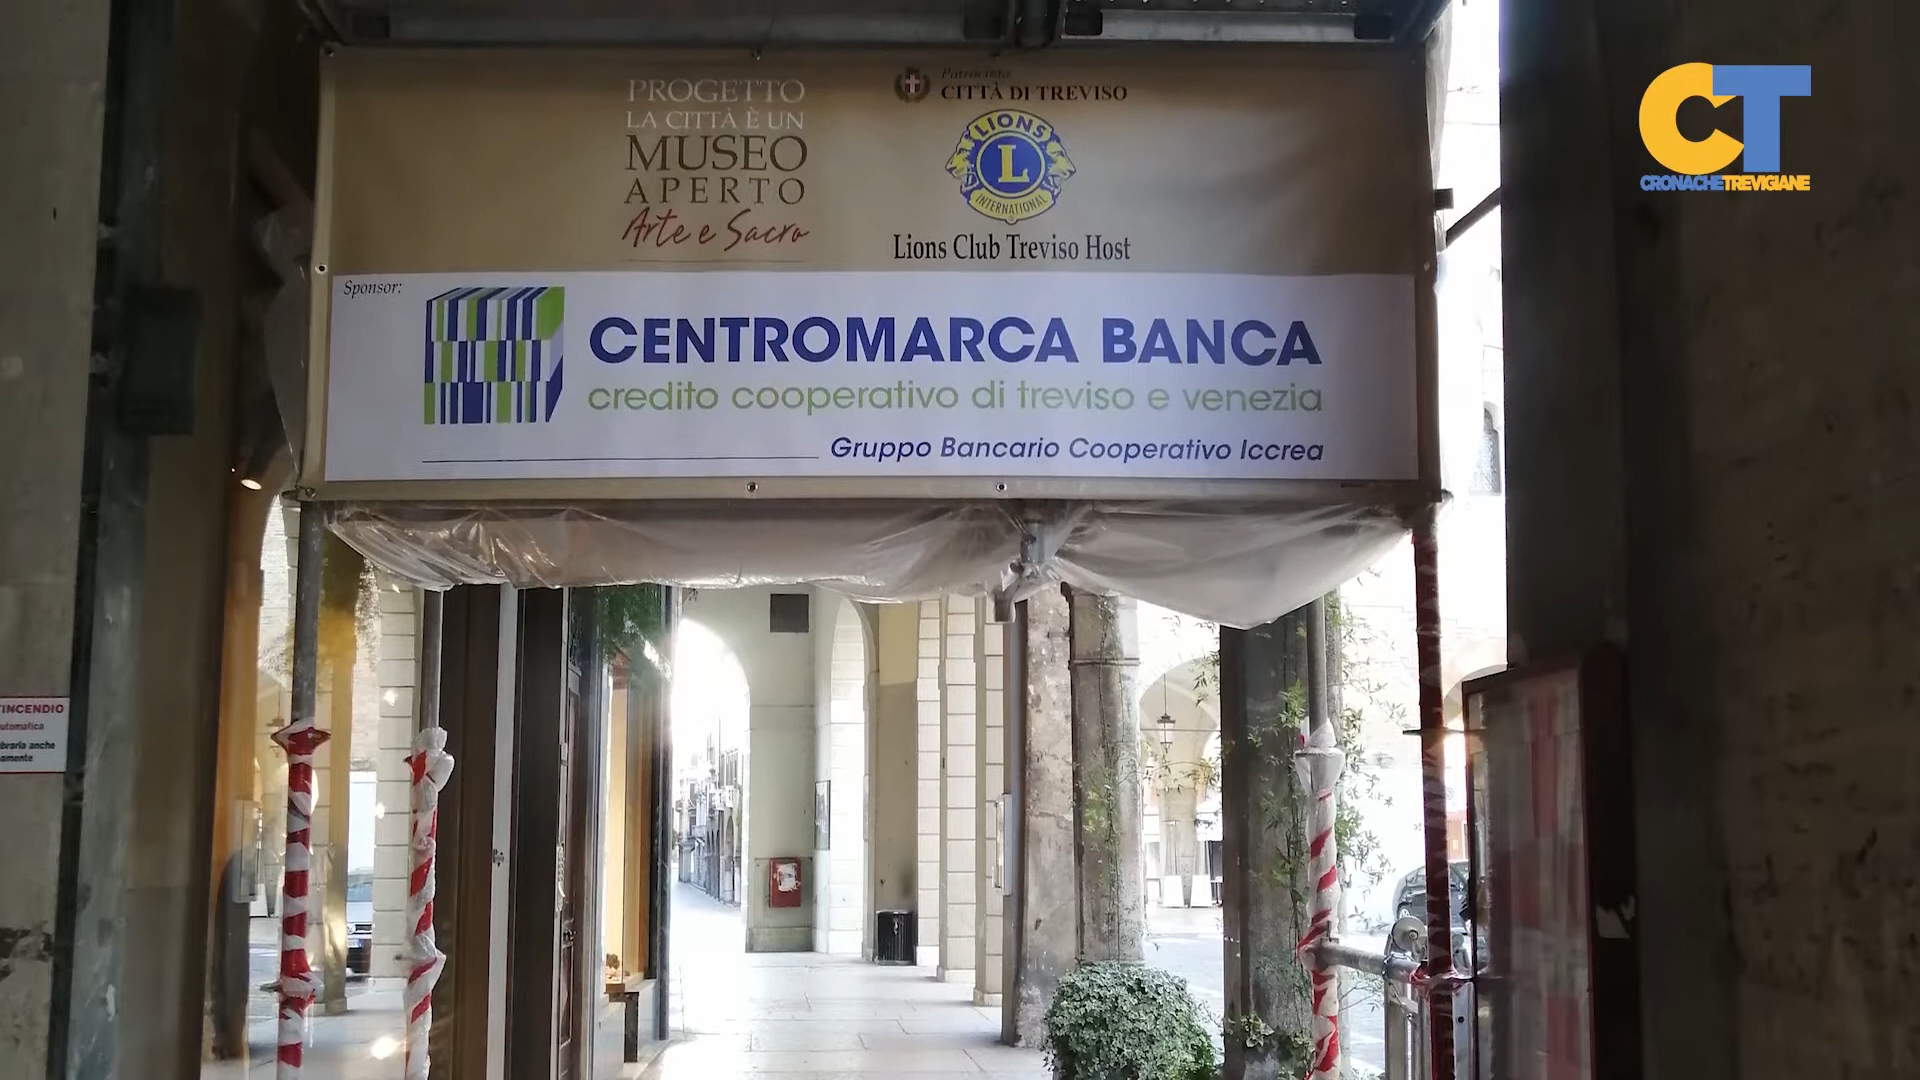 PROGETTO
LA CITTÀ È UN
MUSEO
APERTO
Arte e Sacro
Patrocinio
CITTÀ DI TREVISO
LIONS
L
INTERNATIONAL
Lions Club Treviso Host
Sponsor:
CENTROMARCA BANCA
credito cooperativo di treviso e venezia
Gruppo Bancario Cooperativo Iccrea
CT
CRONACHETREVIGIANE
'INCENDIO
utomatica
brarla anche
amente